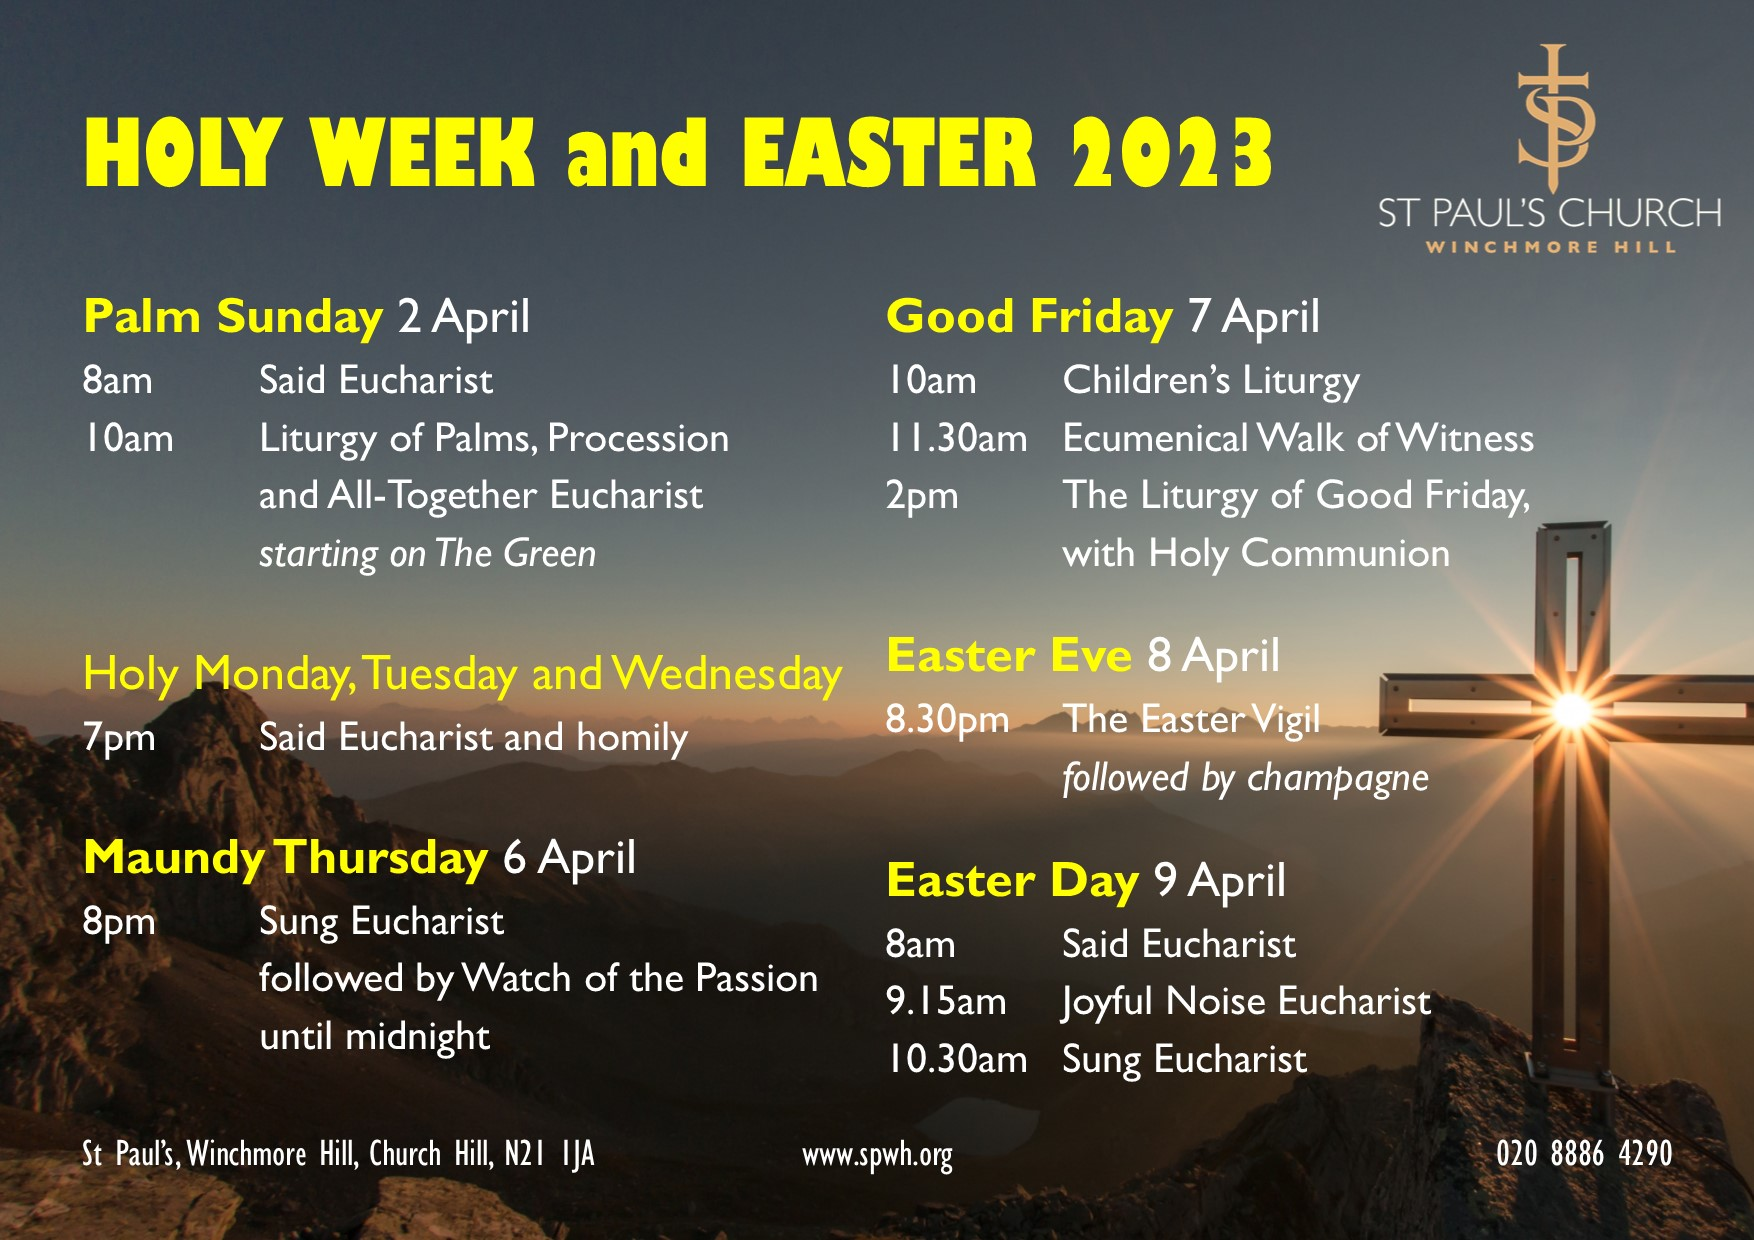 HOLY WEEK and EASTER 2023
ST PAUL'S CHURCH
WINCHMORE HILL
Palm Sunday 2 April
8am Said Eucharist
10am Liturgy of Palms, Procession
and All-Together Eucharist
starting on The Green
Holy Monday, Tuesday and Wednesday
7pm Said Eucharist and homily
Maundy Thursday 6 April
8pm Sung Eucharist
followed by Watch of the Passion
until midnight
Good Friday 7 April
10am Children's Liturgy
11.30am Ecumenical Walk of Witness
2pm The Liturgy of Good Friday,
with Holy Communion
Easter Eve 8 April
8.30pm The Easter Vigil
followed by champagne
Easter Day 9 April
8am Said Eucharist
9.15am Joyful Noise Eucharist
10.30am Sung Eucharist
St Paul's, Winchmore Hill, Church Hill, N21 1JA
www.spwh.org
020 8886 4290